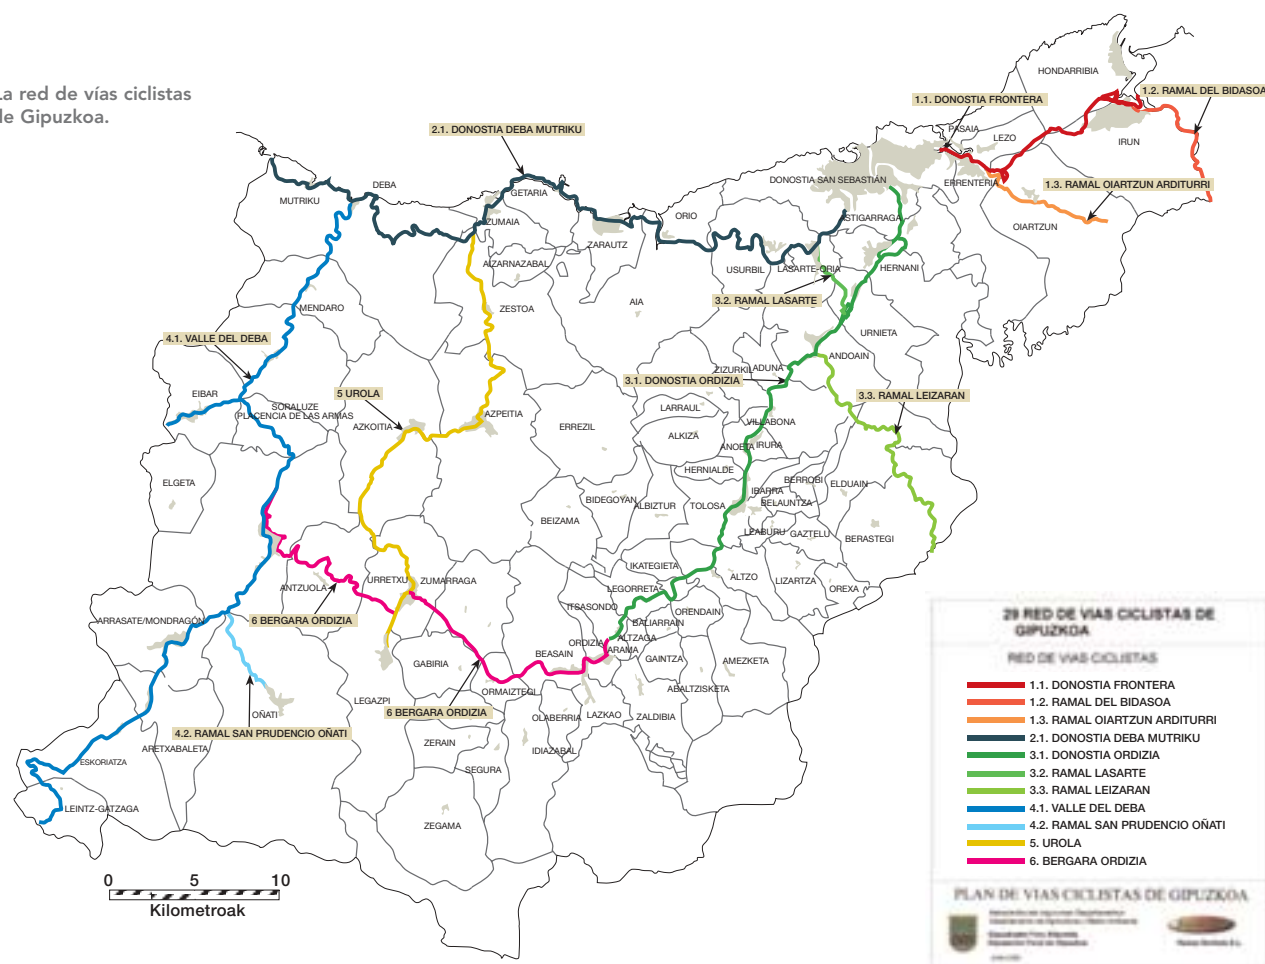 La red de vías ciclistas
de Gipuzkoa.
HONDARRIBIA
1.2. RAMAL DEL BIDASOA
1.1. DONOSTIA FRONTERA
PASAIA
LEZO
IRUN
2.1. DONOSTIA DEBA MUTRIKU
DONOSTIA SAN SEBASTIÁN
ERRENTERIA
1.3. RAMAL OIARTZUN ARDITURRI
DEBA
MUTRIKU
GETARIA
ZUMAIA
ORIO
ZARAUTZ
ASTIGARRAGA
OIARTZUN
AIZARNAZABAL
USURBIL
LASARTE-ORIA
HERNANI
MENDARO
ZESTOA
AIA
3.2. RAMAL LASARTE
URNIETA
4.1. VALLE DEL DEBA
ANDOAIN
ZIZURKIL
ADUNA
3.1. DONOSTIA ORDIZIA
EIBAR
5 UROLA
3.3. RAMAL LEIZARAN
SORALUZE
PLACENCIA DE LAS ARMAS
LARRAUL
AZKOITIA
AZPEITIA
ERREZIL
VILLABONA
ALKIZA
ANOETA
IRURA
HERNIALDE
ELGETA
BERROBI
ELDUAIN
IBARRA
BIDEGOYAN
ALBIZTUR
TOLOSA
BELAUNTZA
BEIZAMA
LEABURU
GAZTELU
BERASTEGI
IKATEGIETA
ALTZO
LIZARTZA
OREXA
ANTZUOLA
URRETXU
ZUMARRAGA
LEGORRETA
ITSASONDO
ORENDAIN
ARRASATE/MONDRAGÓN
6 BERGARA ORDIZIA
BALIARRAIN
ORDIZIA
ALTZAGA
ARAMA
BEASAIN
GAINTZA
AMEZKETA
GABIRIA
ORMAIZTEGI
ABALTZISKETA
LEGAZPI
OÑATI
6 BERGARA ORDIZIA
OLABERRIA
LAZKAO
ZALDIBIA
4.2. RAMAL SAN PRUDENCIO OÑATI
ZERAIN
IDIAZABAL
ARETXABALETA
ESKORIATZA
SEGURA
LEINTZ-GATZAGA
ZEGAMA
0 5 10
Kilometroak
29 RED DE VIAS CICLISTAS DE
GIPUZKOA
RED DE VIAS CICLISTAS
1.1. DONOSTIA FRONTERA
1.2. RAMAL DEL BIDASOA
1.3. RAMAL OIARTZUN ARDITURRI
2.1. DONOSTIA DEBA MUTRIKU
3.1. DONOSTIA ORDIZIA
3.2. RAMAL LASARTE
3.3. RAMAL LEIZARAN
4.1. VALLE DEL DEBA
4.2. RAMAL SAN PRUDENCIO OÑATI
5. UROLA
6. BERGARA ORDIZIA
PLAN DE VIAS CICLISTAS DE GIPUZKOA